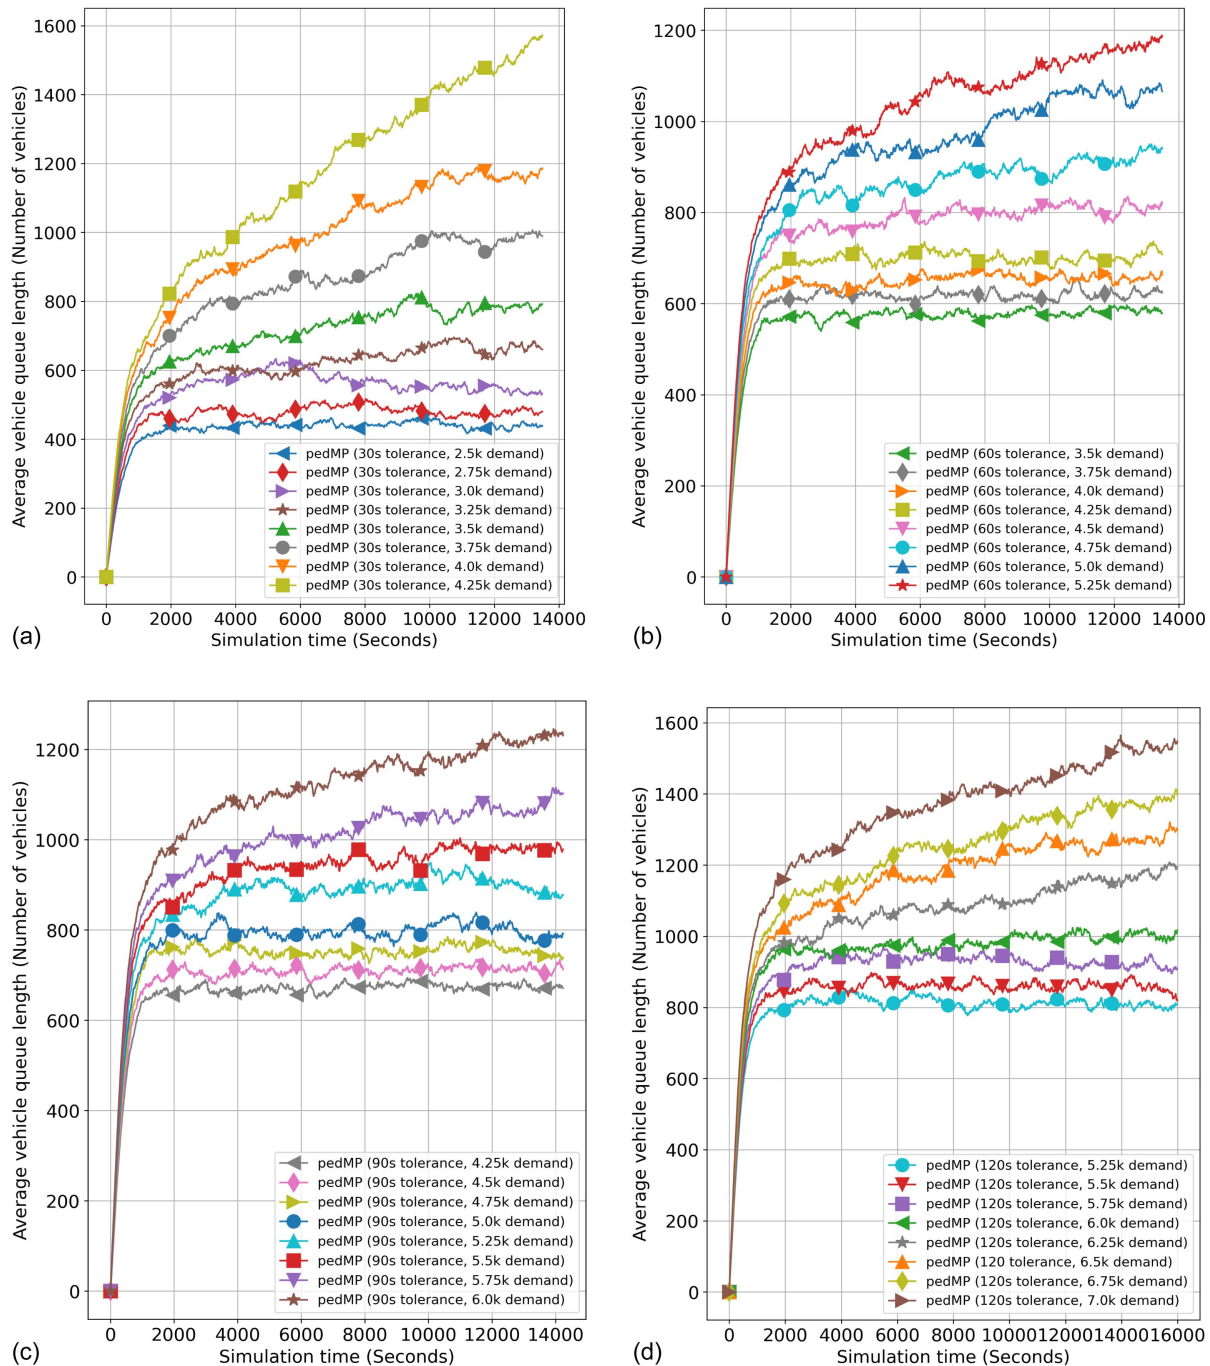 1600
1400
1200
1000
800
600
400
200
0
Average vehicle queue length (Number of vehicles)
pedMP (30s tolerance, 2.5k demand)
pedMP (30s tolerance, 2.75k demand)
pedMP (30s tolerance, 3.0k demand)
pedMP (30s tolerance, 3.25k demand)
pedMP (30s tolerance, 3.5k demand)
pedMP (30s tolerance, 3.75k demand)
pedMP (30s tolerance, 4.0k demand)
pedMP (30s tolerance, 4.25k demand)
0 2000 4000 6000 8000 10000 12000 14000
(a) Simulation time (Seconds)
1200
1000
800
600
400
200
0
Average vehicle queue length (Number of vehicles)
pedMP (60s tolerance, 3.5k demand)
pedMP (60s tolerance, 3.75k demand)
pedMP (60s tolerance, 4.0k demand)
pedMP (60s tolerance, 4.25k demand)
pedMP (60s tolerance, 4.5k demand)
pedMP (60s tolerance, 4.75k demand)
pedMP (60s tolerance, 5.0k demand)
pedMP (60s tolerance, 5.25k demand)
0 2000 4000 6000 8000 10000 12000 14000
(b) Simulation time (Seconds)
1200
1000
800
600
400
200
0
Average vehicle queue length (Number of vehicles)
pedMP (90s tolerance, 4.25k demand)
pedMP (90s tolerance, 4.5k demand)
pedMP (90s tolerance, 4.75k demand)
pedMP (90s tolerance, 5.0k demand)
pedMP (90s tolerance, 5.25k demand)
pedMP (90s tolerance, 5.5k demand)
pedMP (90s tolerance, 5.75k demand)
pedMP (90s tolerance, 6.0k demand)
0 2000 4000 6000 8000 10000 12000 14000
(c) Simulation time (Seconds)
1600
1400
1200
1000
800
600
400
200
0
Average vehicle queue length (Number of vehicles)
pedMP (120s tolerance, 5.25k demand)
pedMP (120s tolerance, 5.5k demand)
pedMP (120s tolerance, 5.75k demand)
pedMP (120s tolerance, 6.0k demand)
pedMP (120s tolerance, 6.25k demand)
pedMP (120 tolerance, 6.5k demand)
pedMP (120s tolerance, 6.75k demand)
pedMP (120s tolerance, 7.0k demand)
0 2000 4000 6000 8000 10000 12000 14000 16000
(d) Simulation time (Seconds)